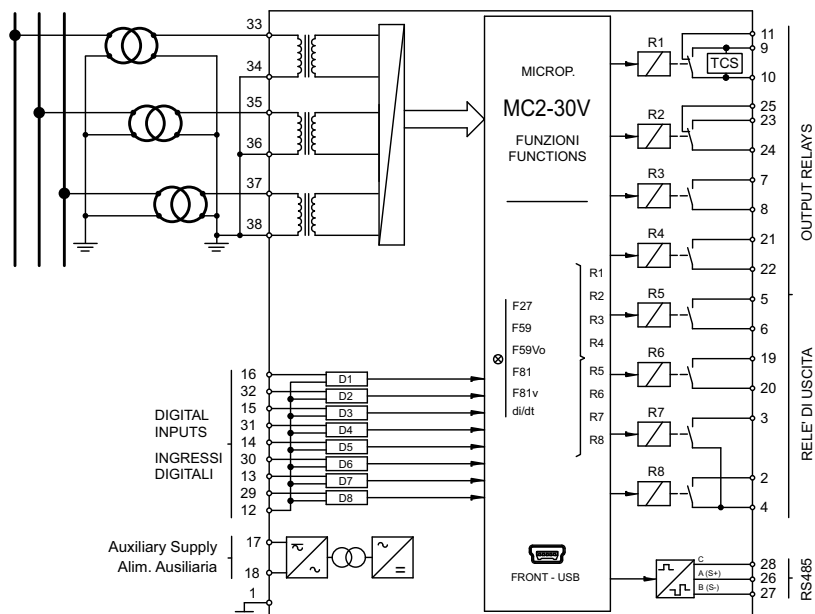 33
34
35
36
37
38
MICROP.
MC2-30V
FUNZIONI
FUNCTIONS
F27
F59
F59Vo
F81
F81v
di/dt
R1
R2
R3
R4
R5
R6
R7
R8
FRONT - USB
R1
TCS
11
9
10
R2
25
23
24
R3
7
8
R4
21
22
R5
5
6
R6
19
20
R7
3
R8
2
4
OUTPUT RELAYS
RELE' DI USCITA
DIGITAL
INPUTS
INGRESSI
DIGITALI
16
32
15
31
14
30
13
29
12
D1
D2
D3
D4
D5
D6
D7
D8
Auxiliary Supply
Alim. Ausiliaria
17
18
1
C
A (S+)
B (S-)
28
26
27
RS485